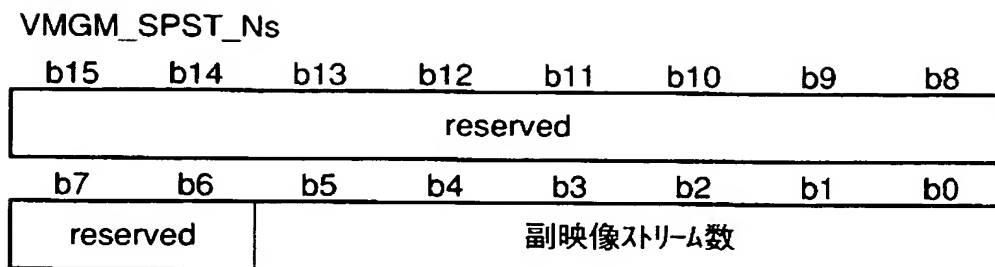 VMGM_SPST_Ns
b15 b14 b13 b12 b11 b10 b9 b8
reserved
b7 b6 b5 b4 b3 b2 b1 b0
reserved 副映像ストリーム数